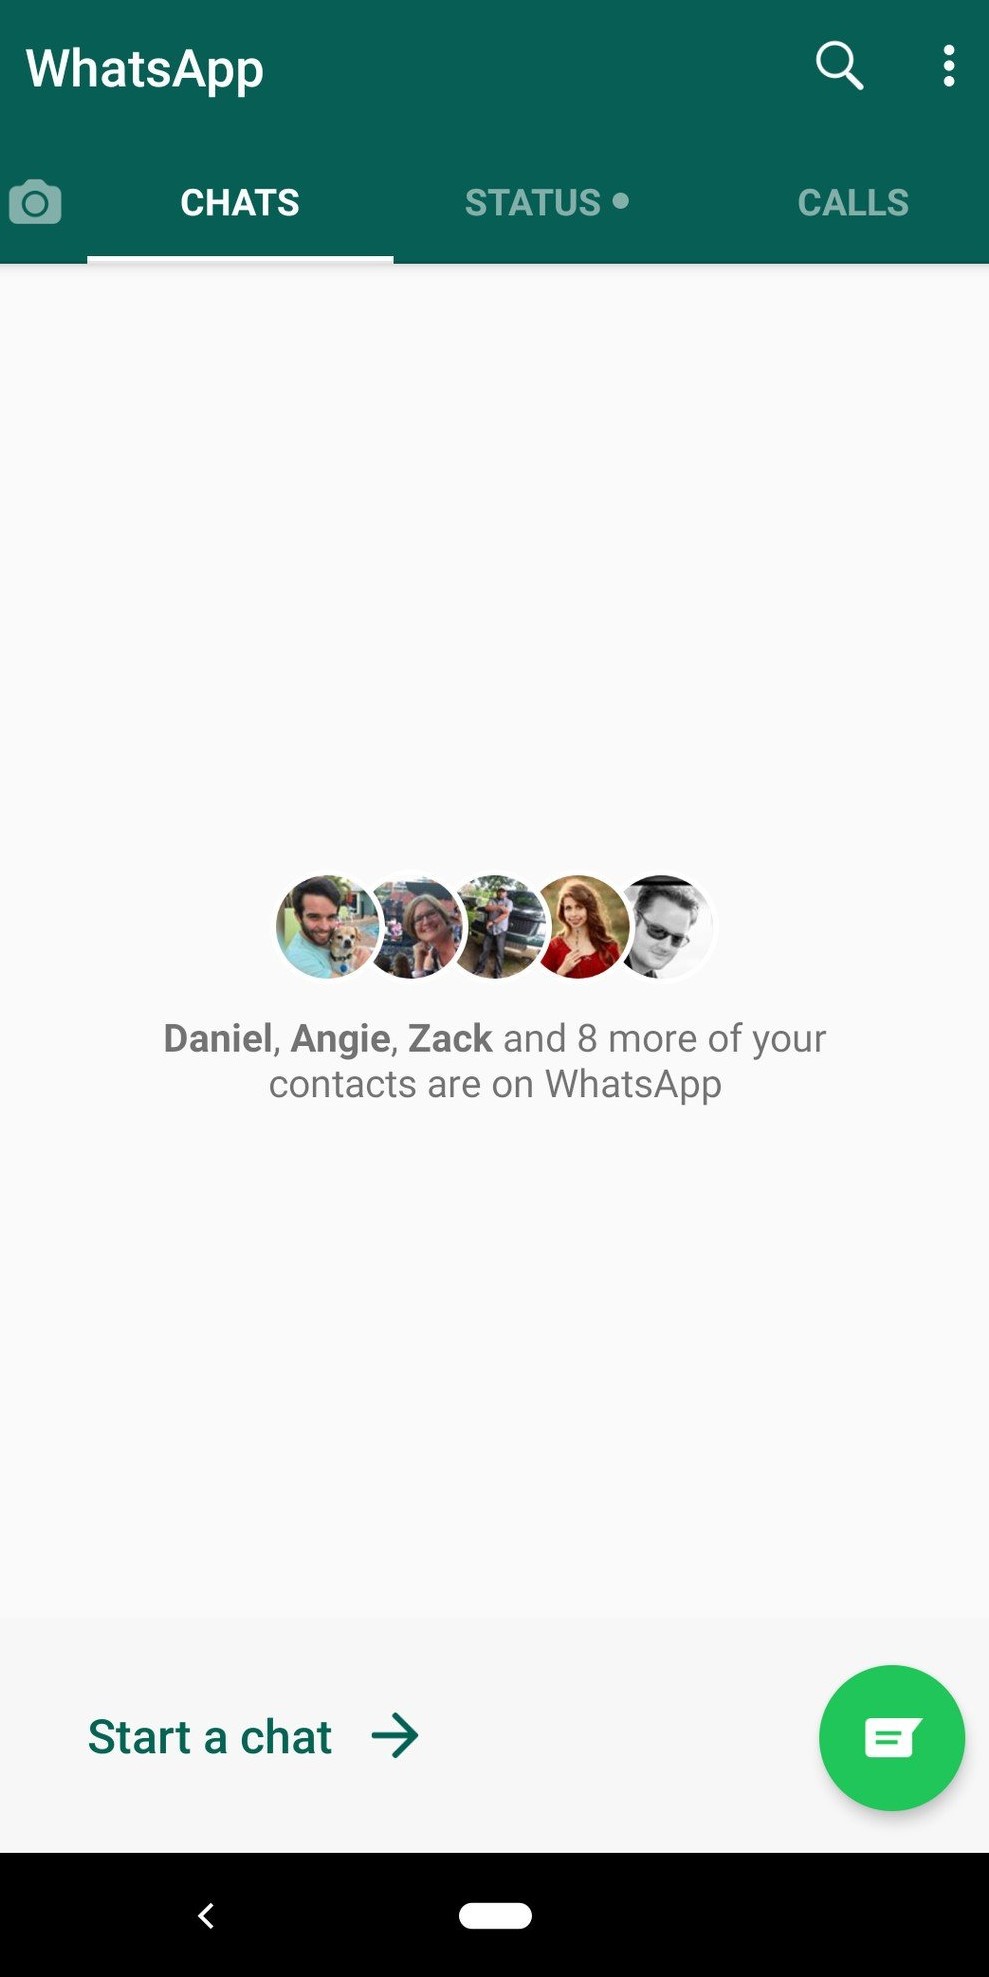 WhatsApp
CHATS
STATUS
CALLS
Daniel, Angie, Zack and 8 more of your
contacts are on WhatsApp
Start a chat